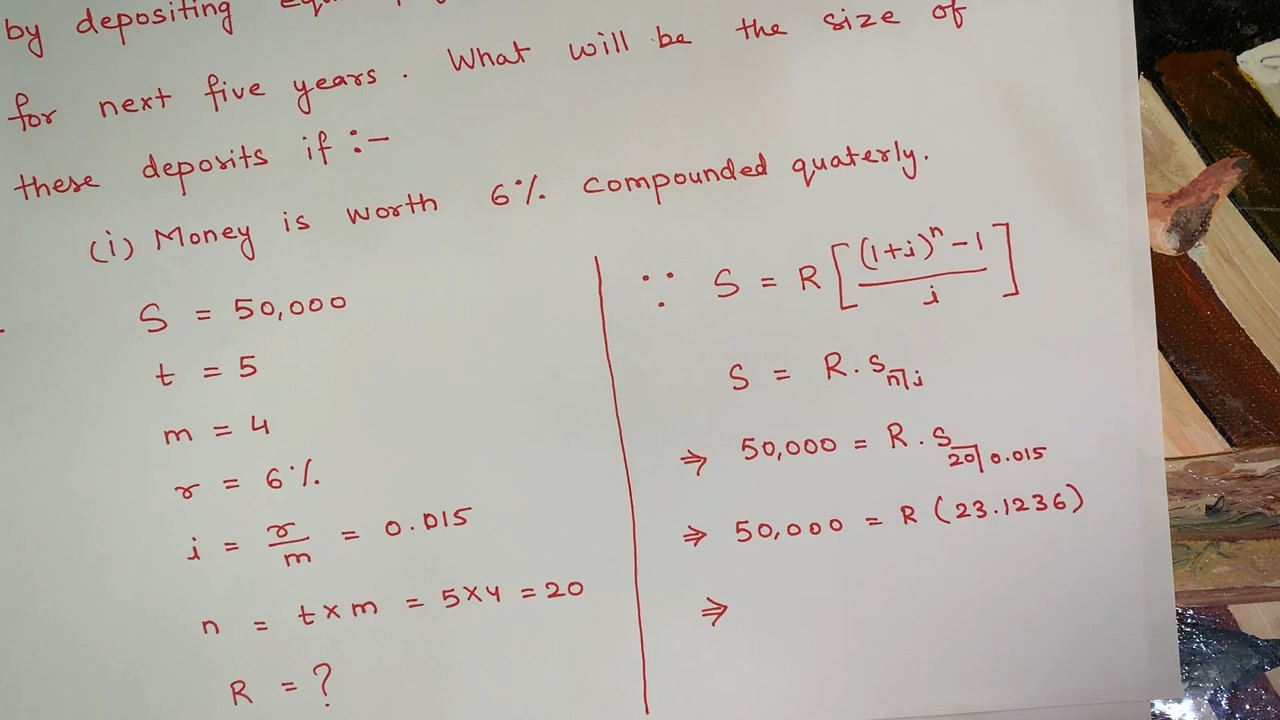 by depositing
for next five years. What will be the size of
these deposits if :-
(i) Money is worth 6% compounded quaterly.
S = 50,000
t = 5
m = 4
r = 6%
i = r/m = 0.015
n = t×m = 5×4 = 20
R = ?
∵ S = R[((1+i)^n - 1)/i]
S = R.s n̅|i
⇒ 50,000 = R.s 20̅|0.015
⇒ 50,000 = R (23.1236)
⇒